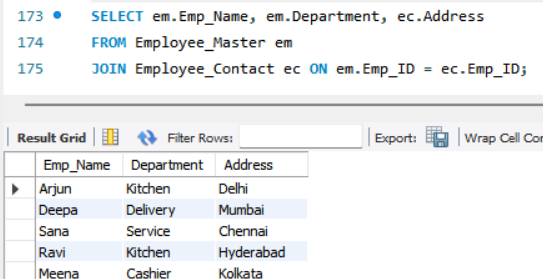 173 SELECT em.Emp_Name, em.Department, ec.Address
174 FROM Employee_Master em
175 JOIN Employee_Contact ec ON em.Emp_ID = ec.Emp_ID;
Result Grid Filter Rows: Export: Wrap Cell Con
Emp_Name Department Address
Arjun Kitchen Delhi
Deepa Delivery Mumbai
Sana Service Chennai
Ravi Kitchen Hyderabad
Meena Cashier Kolkata